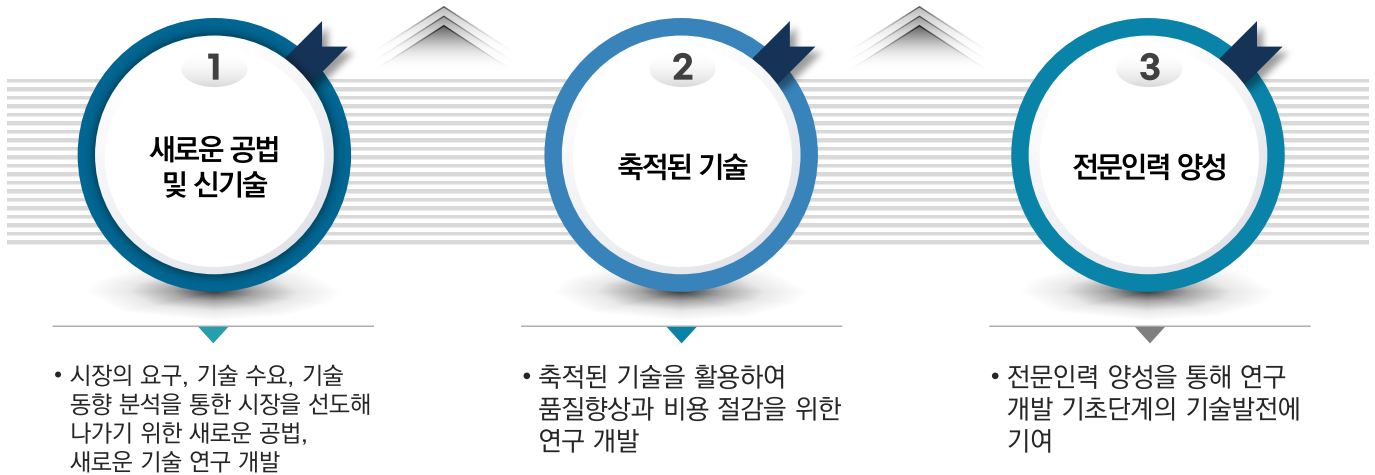 1
새로운 공법
및 신기술
• 시장의 요구, 기술 수요, 기술
동향 분석을 통한 시장을 선도해
나가기 위한 새로운 공법,
새로운 기술 연구 개발
2
축적된 기술
• 축적된 기술을 활용하여
품질향상과 비용 절감을 위한
연구 개발
3
전문인력 양성
• 전문인력 양성을 통해 연구
개발 기초단계의 기술발전에
기여